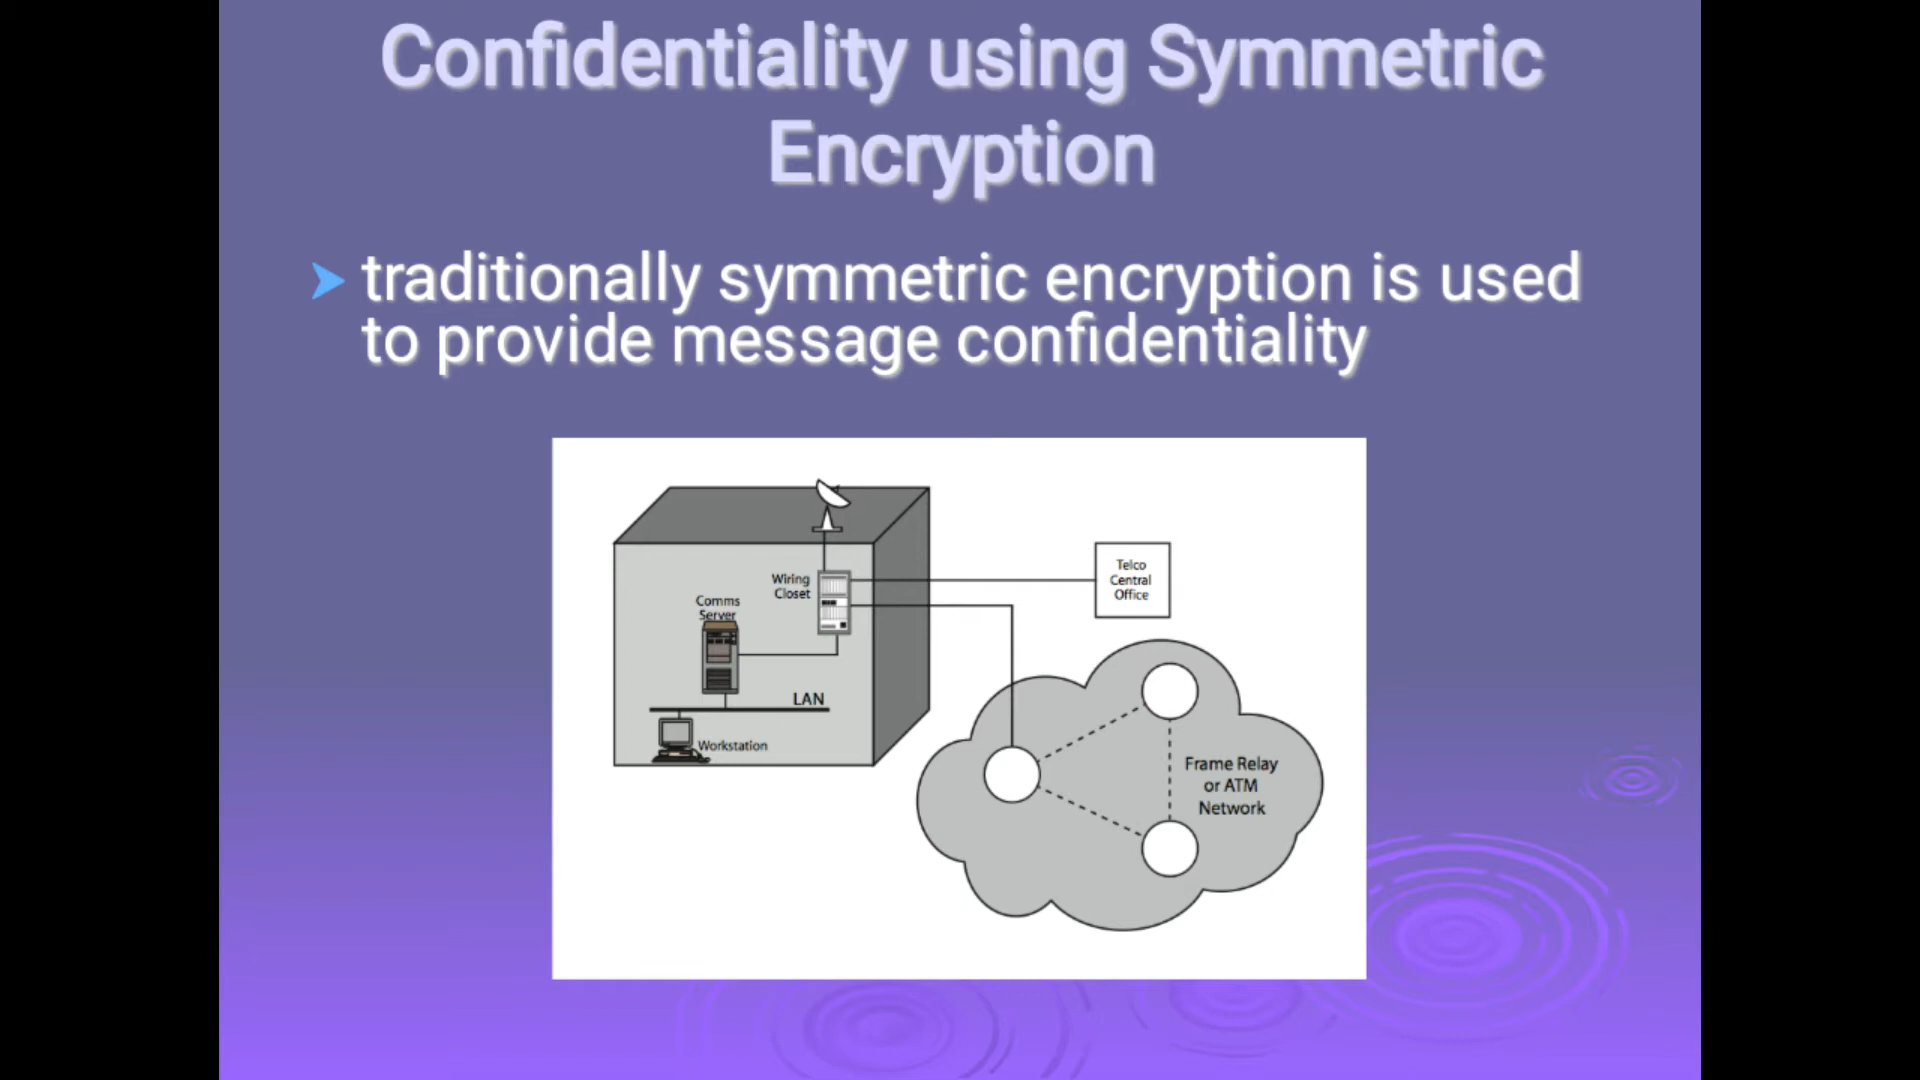 Confidentiality using Symmetric
Encryption
traditionally symmetric encryption is used
to provide message confidentiality
Wiring
Closet
Comms
Server
LAN
Workstation
Telco
Central
Office
Frame Relay
or ATM
Network